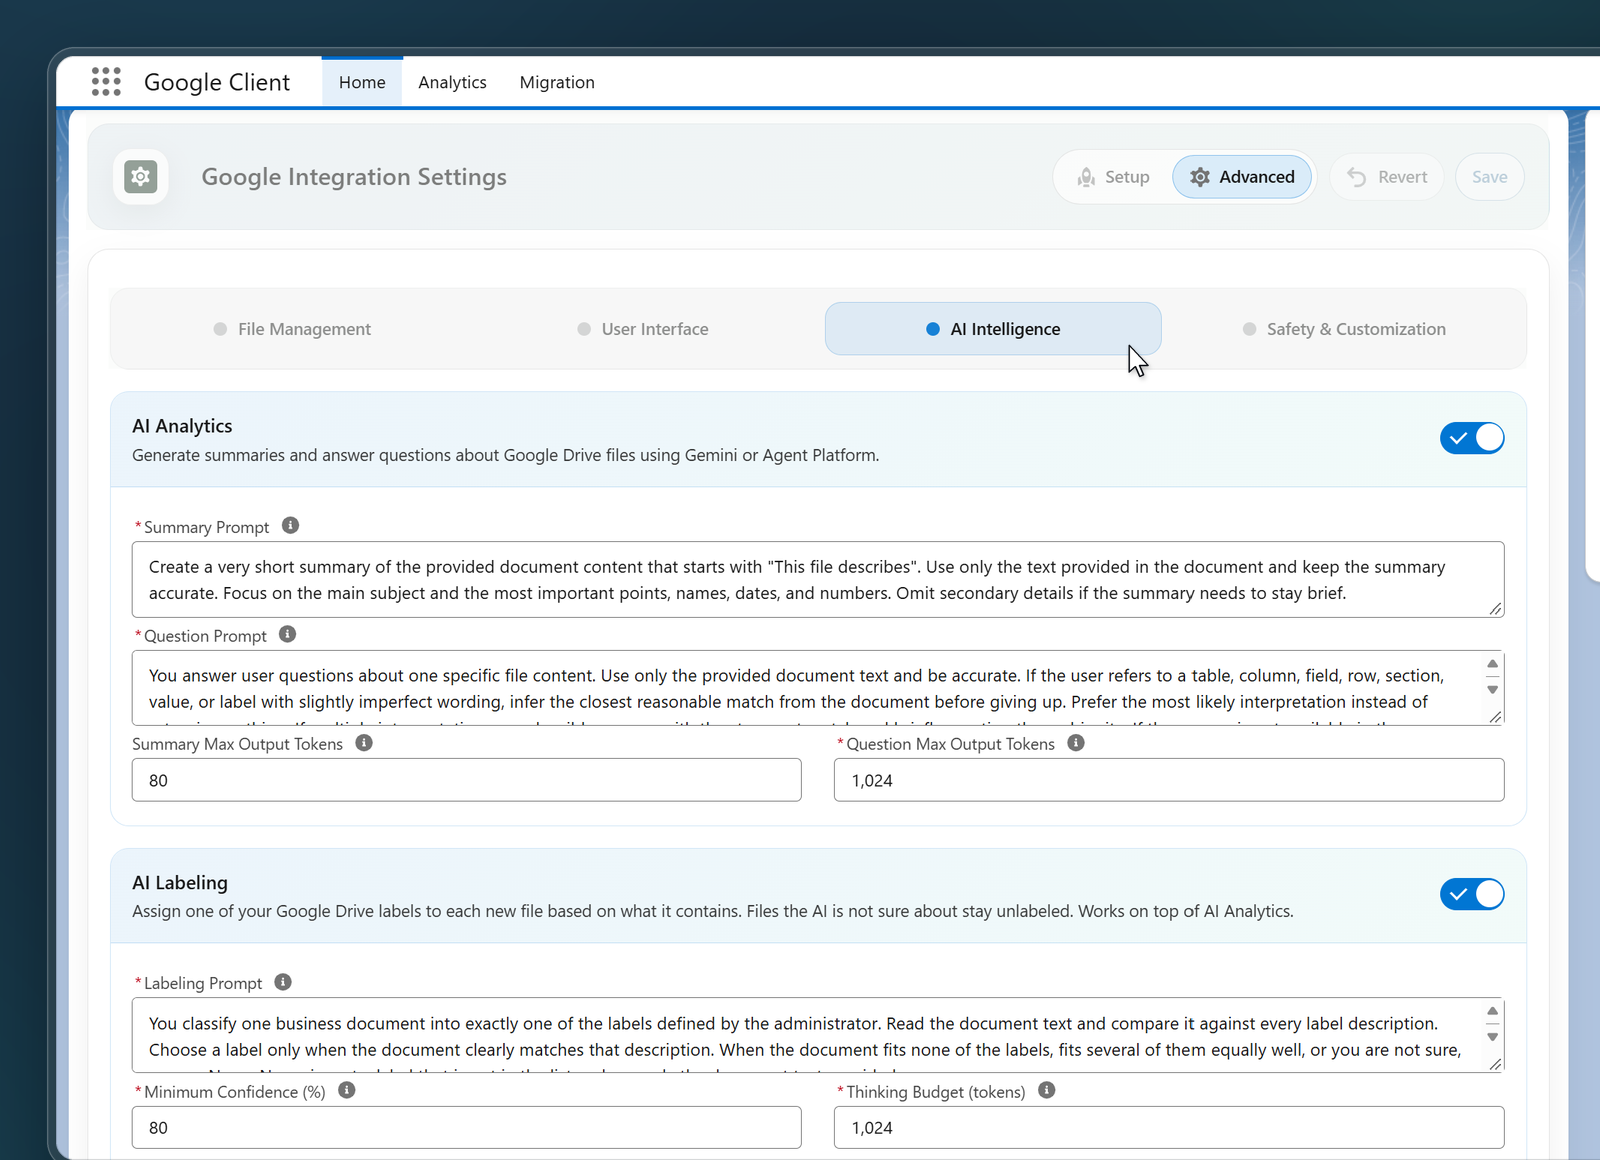 Google Client
Home
Analytics
Migration
Google Integration Settings
Setup
Advanced
Revert
Save
File Management
User Interface
AI Intelligence
Safety & Customization
AI Analytics
Generate summaries and answer questions about Google Drive files using Gemini or Agent Platform.
*Summary Prompt
Create a very short summary of the provided document content that starts with "This file describes". Use only the text provided in the document and keep the summary
accurate. Focus on the main subject and the most important points, names, dates, and numbers. Omit secondary details if the summary needs to stay brief.
*Question Prompt
You answer user questions about one specific file content. Use only the provided document text and be accurate. If the user refers to a table, column, field, row, section,
value, or label with slightly imperfect wording, infer the closest reasonable match from the document before giving up. Prefer the most likely interpretation instead of
Summary Max Output Tokens
*Question Max Output Tokens
80
1,024
AI Labeling
Assign one of your Google Drive labels to each new file based on what it contains. Files the AI is not sure about stay unlabeled. Works on top of AI Analytics.
*Labeling Prompt
You classify one business document into exactly one of the labels defined by the administrator. Read the document text and compare it against every label description.
Choose a label only when the document clearly matches that description. When the document fits none of the labels, fits several of them equally well, or you are not sure,
*Minimum Confidence (%)
*Thinking Budget (tokens)
80
1,024